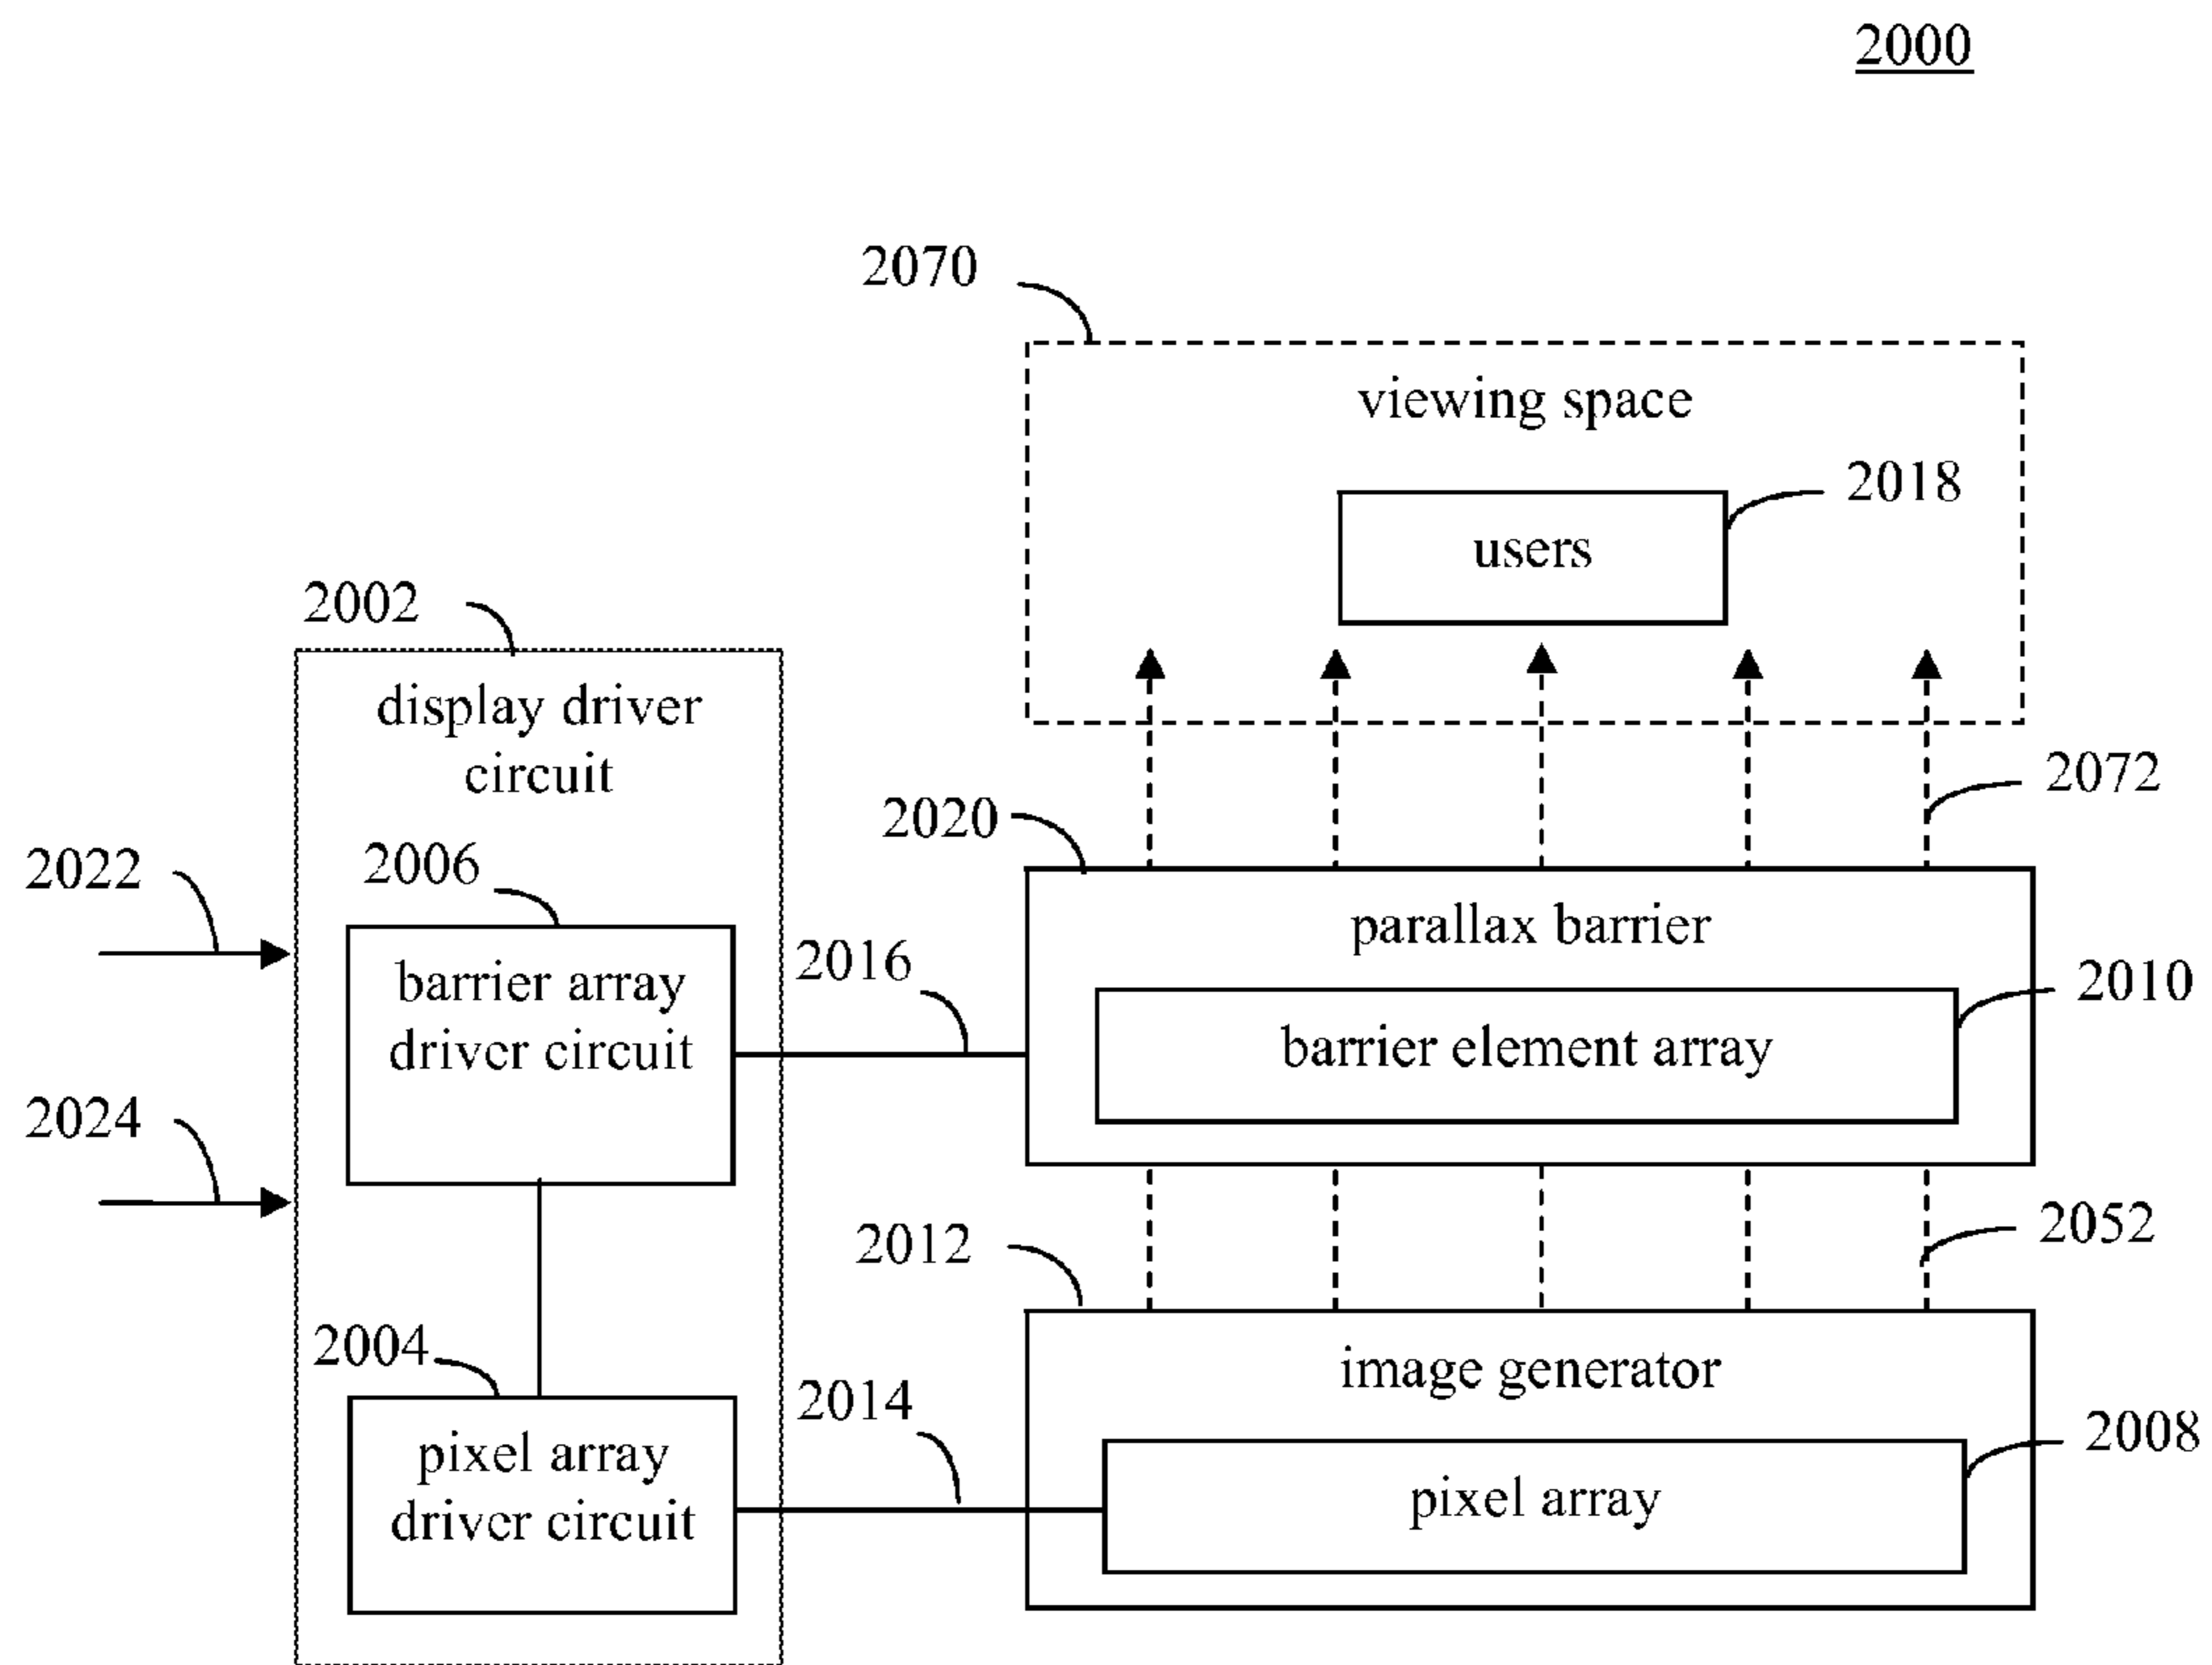 2000
2070
viewing space
2018
users
2002
display driver
circuit
2072
2020
2022
2006
parallax barrier
2016
2010
barrier array
driver circuit
barrier element array
2024
2052
2012
2004
image generator
2014
2008
pixel array
driver circuit
pixel array